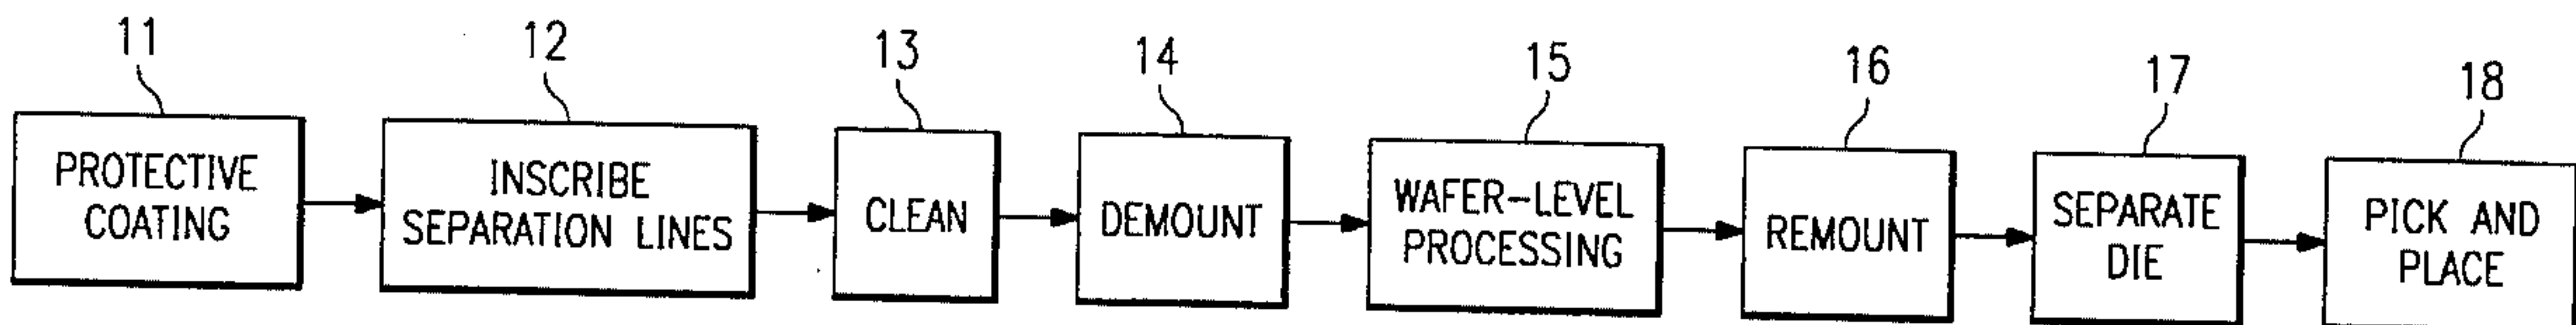 11
12
13
14
15
16
17
18
PROTECTIVE
COATING
INSCRIBE
SEPARATION LINES
CLEAN
DEMOUNT
WAFER-LEVEL
PROCESSING
REMOUNT
SEPARATE
DIE
PICK AND
PLACE